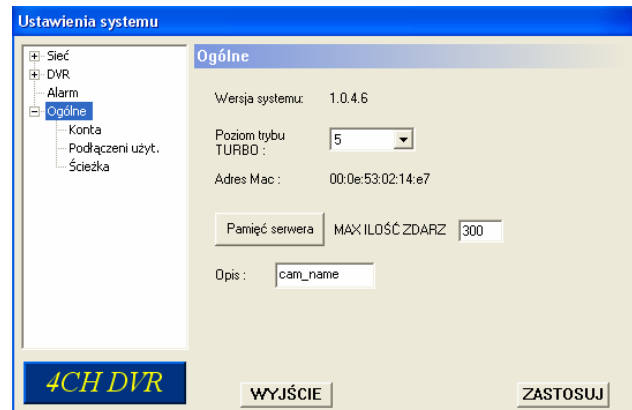 Ustawienia systemu
Sieć
DVR
Alarm
Ogólne
Konta
Podłączeni użyt.
Ścieżka
4CH DVR
Ogólne
Wersja systemu: 1.0.4.6
Poziom trybu
TURBO : 5
Adres Mac : 00:0e:53:02:14:e7
Pamięć serwera MAX ILOŚĆ ZDARZ 300
Opis : cam_name
WYJŚCIE ZASTOSUJ